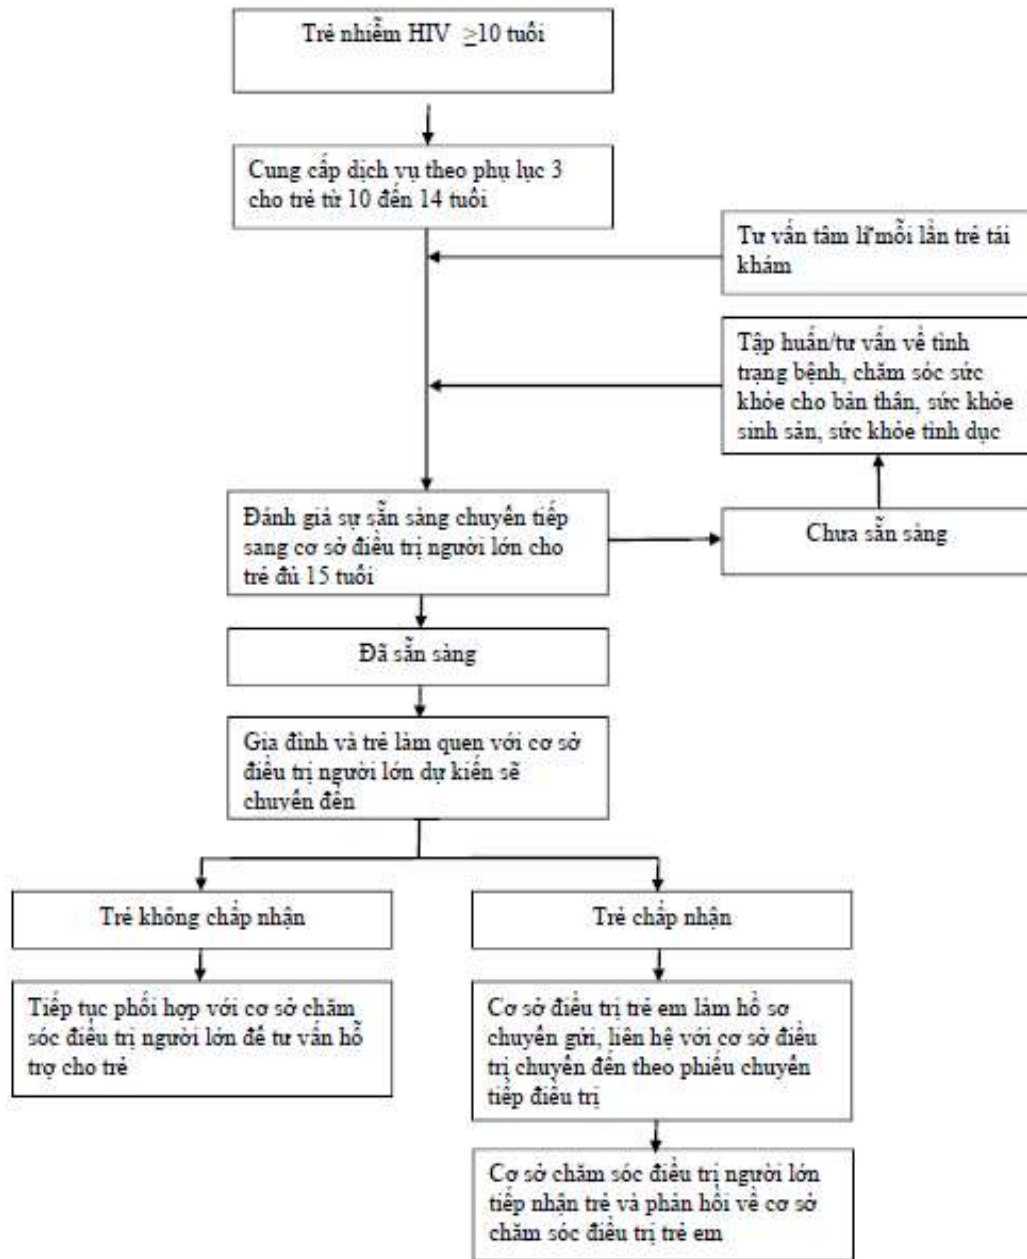 Trẻ nhiễm HIV ≥10 tuổi
Cung cấp dịch vụ theo phụ lục 3
cho trẻ từ 10 đến 14 tuổi
Tư vấn tâm lí mỗi lần trẻ tái
khám
Tập huấn/tư vấn về tình
trạng bệnh, chăm sóc sức
khỏe cho bản thân, sức khỏe
sinh sản, sức khỏe tình dục
Đánh giá sự sẵn sàng chuyển tiếp
sang cơ sở điều trị người lớn cho
trẻ đủ 15 tuổi
Chưa sẵn sàng
Đã sẵn sàng
Gia đình và trẻ làm quen với cơ sở
điều trị người lớn dự kiến sẽ
chuyển đến
Trẻ không chấp nhận
Tiếp tục phối hợp với cơ sở chăm
sóc điều trị người lớn để tư vấn hỗ
trợ cho trẻ
Trẻ chấp nhận
Cơ sở điều trị trẻ em làm hồ sơ
chuyển gửi, liên hệ với cơ sở điều
trị chuyển đến theo phiếu chuyển
tiếp điều trị
Cơ sở chăm sóc điều trị người lớn
tiếp nhận trẻ và phản hồi về cơ sở
chăm sóc điều trị trẻ em